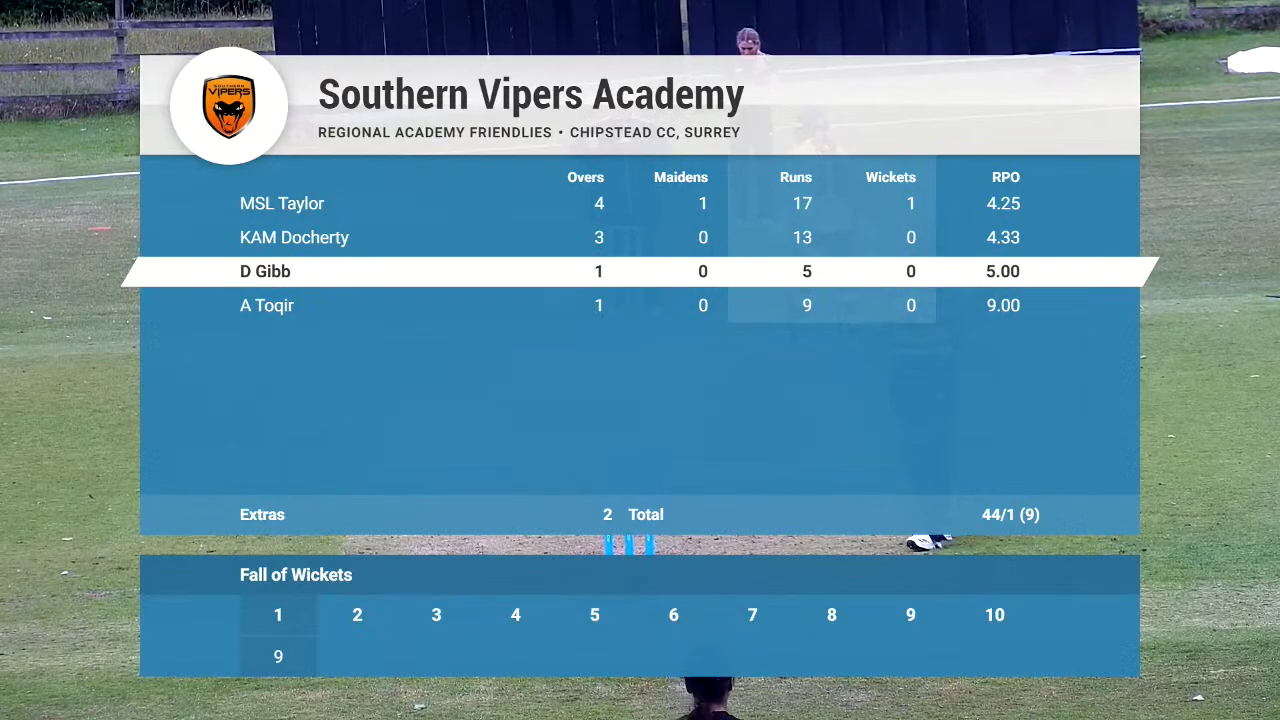 SOUTHERN
VIPERS
Southern Vipers Academy
REGIONAL ACADEMY FRIENDLIES • CHIPSTEAD CC, SURREY
Overs Maidens Runs Wickets RPO
MSL Taylor 4 1 17 1 4.25
KAM Docherty 3 0 13 0 4.33
D Gibb 1 0 5 0 5.00
A Toqir 1 0 9 0 9.00
Extras 2 Total 44/1 (9)
Fall of Wickets
1 2 3 4 5 6 7 8 9 10
9